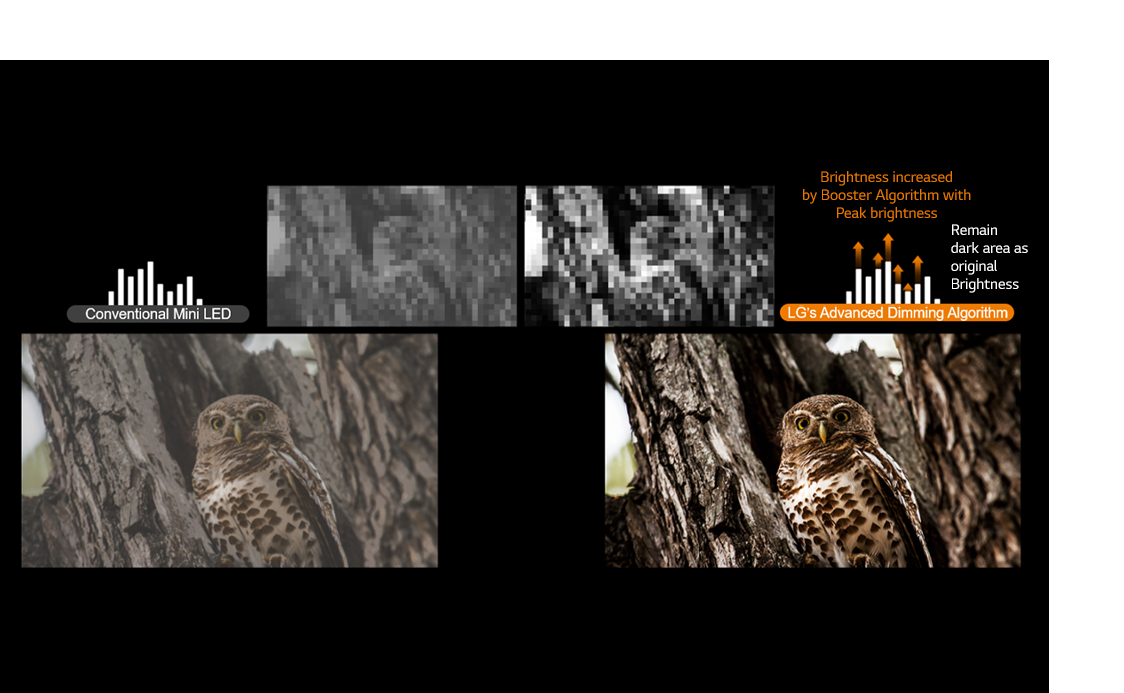 Brightness increased
by Booster Algorithm with
Peak brightness
Remain
dark area as
original
Brightness
Conventional Mini LED
LG's Advanced Dimming Algorithm